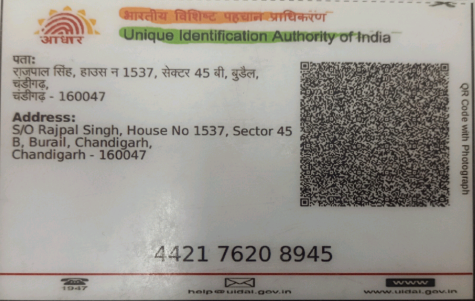 भारतीय विशिष्ट पहचान प्राधिकरण
Unique Identification Authority of India
आधार
पता:
राजपाल सिंह, हाउस न 1537, सेक्टर 45 बी, बुडैल,
चंडीगढ़,
चंडीगढ़ - 160047
Address:
S/O Rajpal Singh, House No 1537, Sector 45
B, Burail, Chandigarh,
Chandigarh - 160047
QR Code with Photograph
4421 7620 8945
1947
help@uidai.gov.in
WWW
www.uidai.gov.in